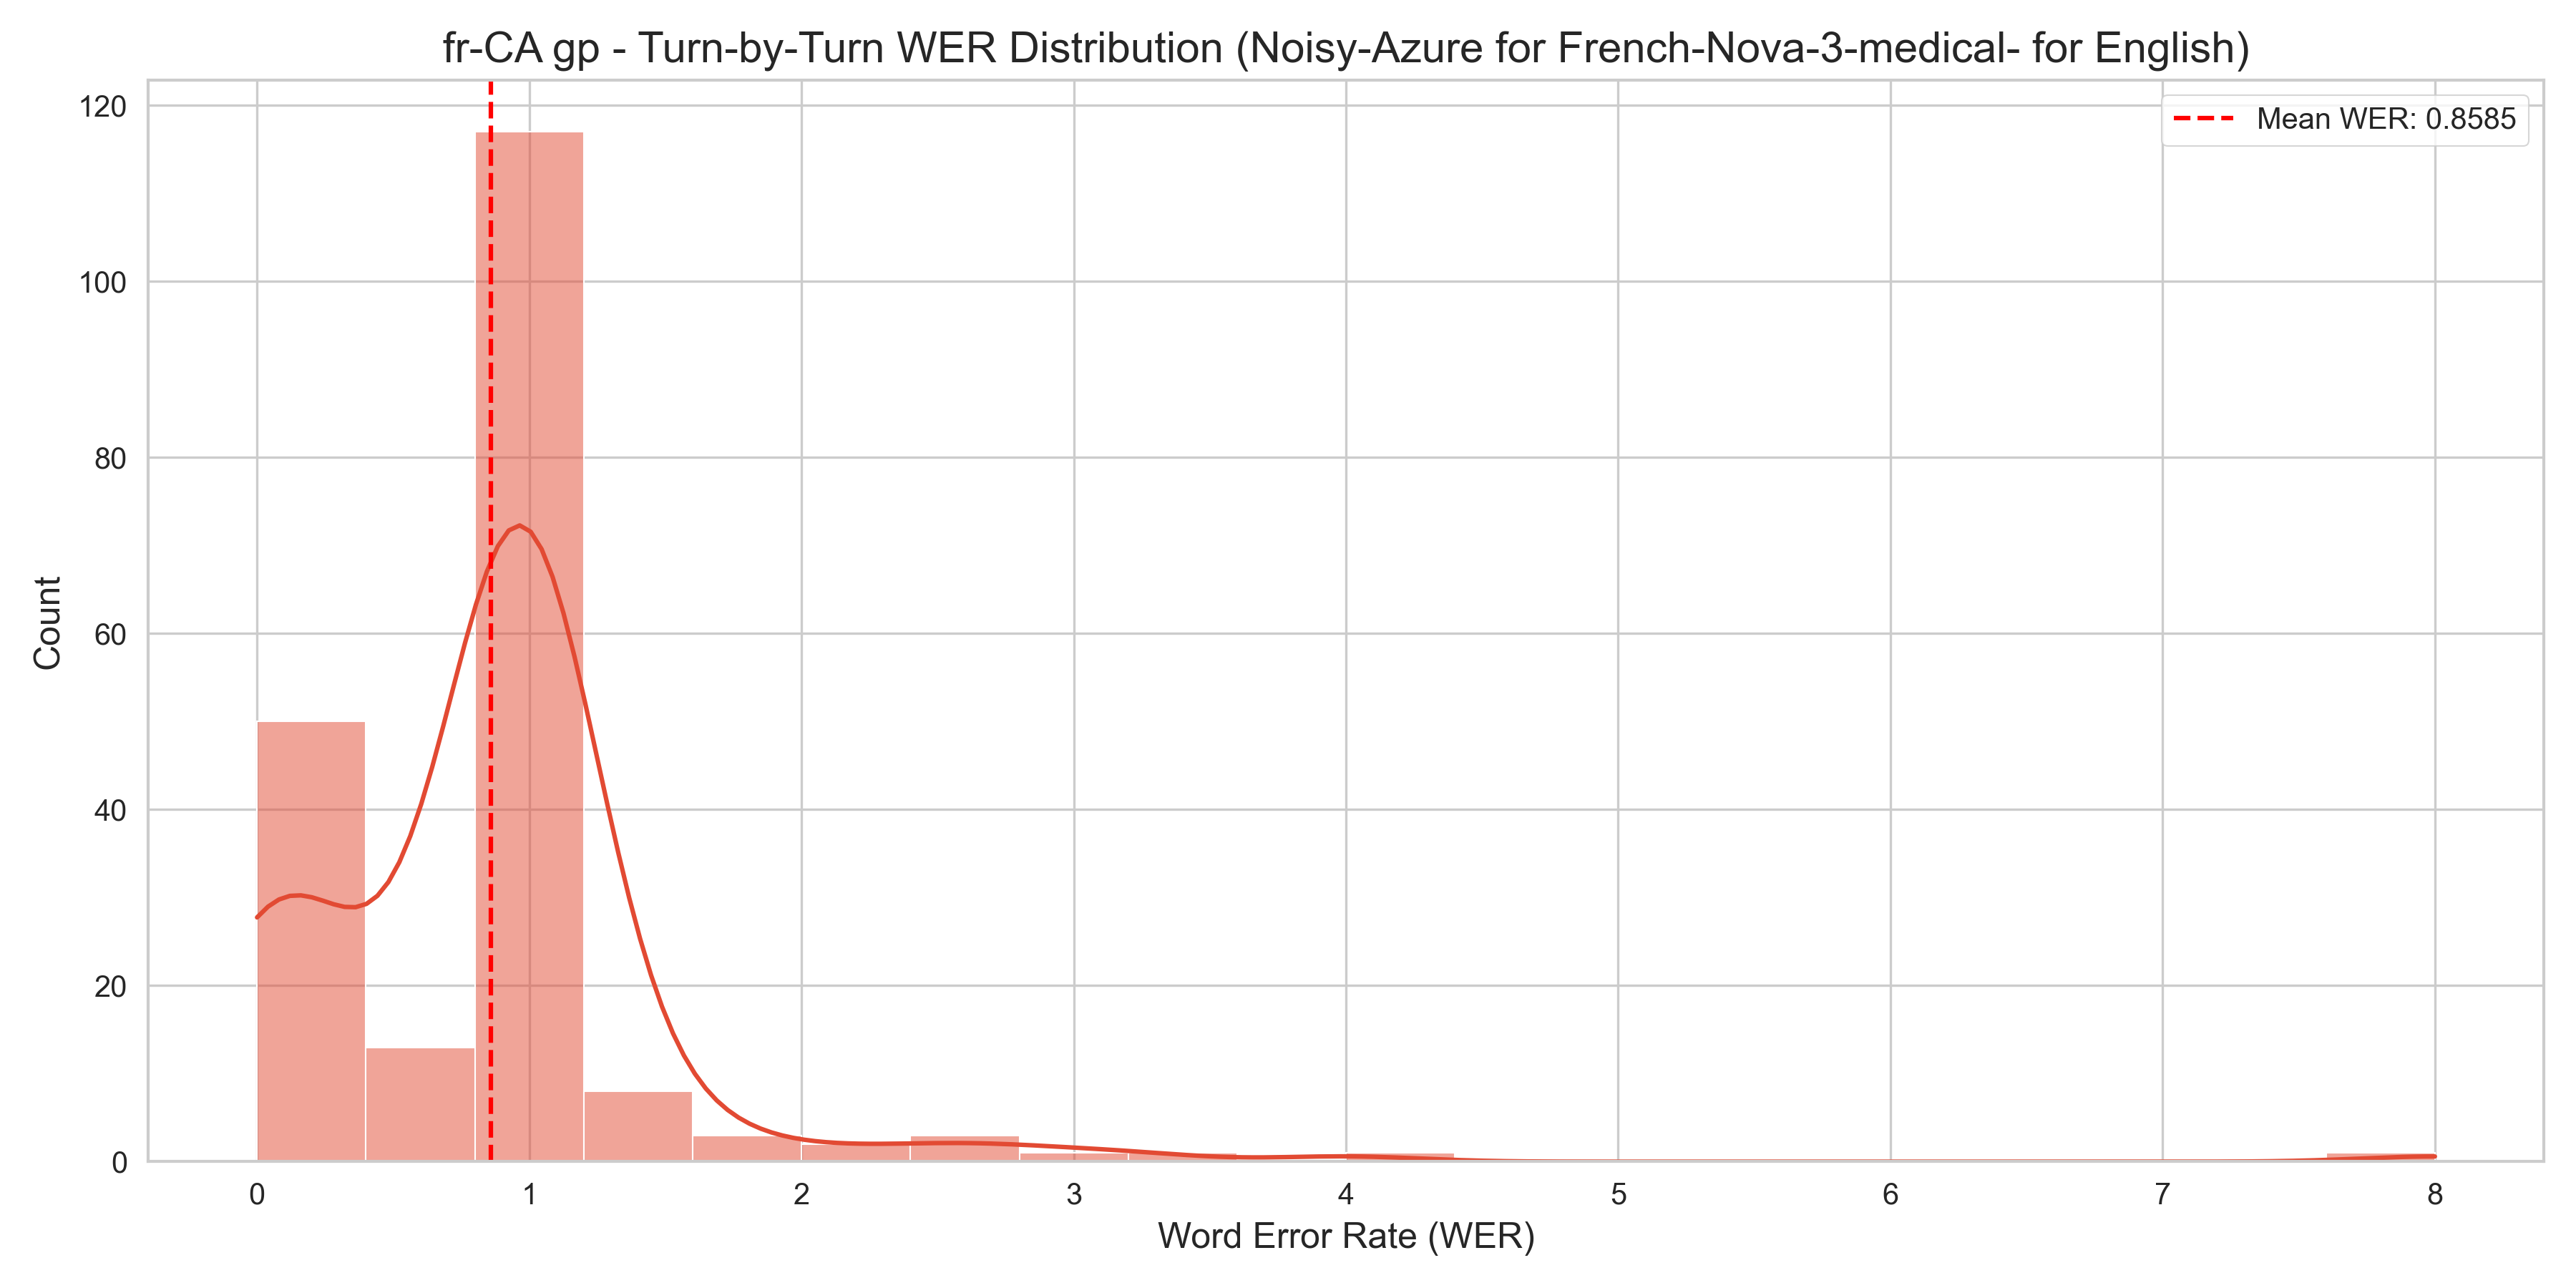 fr-CA gp - Turn-by-Turn WER Distribution (Noisy-Azure for French-Nova-3-medical- for English)
Mean WER: 0.8585
120
100
80
60
40
20
0
Count
0 1 2 3 4 5 6 7 8
Word Error Rate (WER)